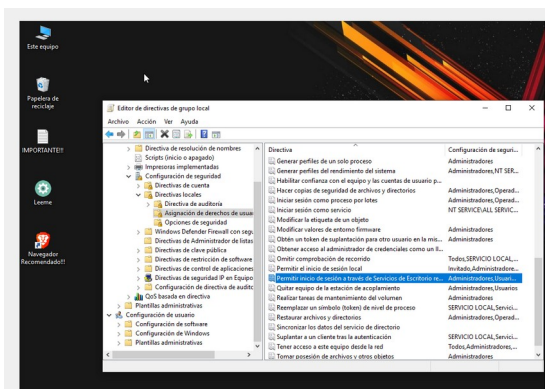 Este equipo
Papelera de
reciclaje
IMPORTANTE!!!
Leeme
Navegador
Recomendado!!!
Editor de directivas de grupo local
Archivo Acción Ver Ayuda
Directiva de resolución de nombres
Scripts (inicio o apagado)
Impresoras implementadas
Configuración de seguridad
Directivas de cuenta
Directivas locales
Directiva de auditoría
Asignación de derechos de usua
Opciones de seguridad
Windows Defender Firewall con segu
Directivas de Administrador de listas
Directivas de clave pública
Directivas de restricción de software
Directivas de control de aplicaciones
Directivas de seguridad IP en Equipo
Configuración de directiva de audito
QoS basada en directiva
Plantillas administrativas
Configuración de usuario
Configuración de software
Configuración de Windows
Plantillas administrativas
Directiva Configuración de seguri...
Generar perfiles de un solo proceso Administradores
Generar perfiles del rendimiento del sistema Administradores,NT SER...
Habilitar confianza con el equipo y las cuentas de usuario p...
Hacer copias de seguridad de archivos y directorios Administradores,Operad...
Iniciar sesión como proceso por lotes Administradores,Operad...
Iniciar sesión como servicio NT SERVICE\ALL SERVIC...
Modificar la etiqueta de un objeto
Modificar valores de entorno firmware Administradores
Obtén un token de suplantación para otro usuario en la mis... Administradores
Obtener acceso al administrador de credenciales como un ll...
Omitir comprobación de recorrido Todos,SERVICIO LOCAL,...
Permitir el inicio de sesión local Invitado,Administradore...
Permitir inicio de sesión a través de Servicios de Escritorio re... Administradores,Usuari...
Quitar equipo de la estación de acoplamiento Administradores,Usuarios
Realizar tareas de mantenimiento del volumen Administradores
Reemplazar un símbolo (token) de nivel de proceso SERVICIO LOCAL,Servici...
Restaurar archivos y directorios Administradores,Operad...
Sincronizar los datos del servicio de directorio
Suplantar a un cliente tras la autenticación SERVICIO LOCAL,Servici...
Tener acceso a este equipo desde la red Todos,Administradores,...
Tomar posesión de archivos y otros objetos Administradores